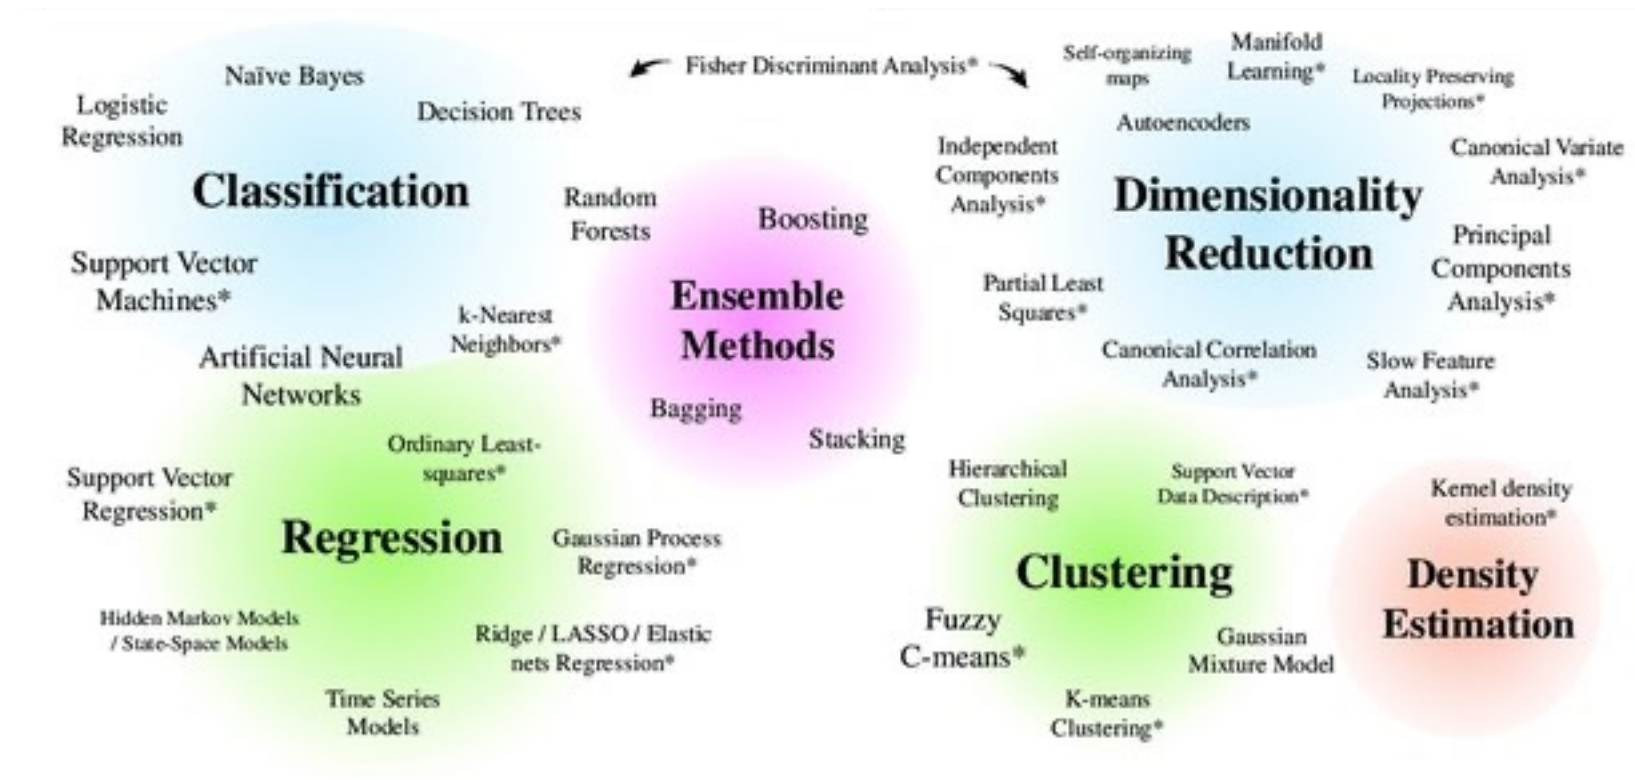 Naïve Bayes
Logistic
Regression
Decision Trees
Classification
Support Vector
Machines*
k-Nearest
Neighbors*
Artificial Neural
Networks
Random
Forests
Fisher Discriminant Analysis*
Boosting
Ensemble
Methods
Bagging
Stacking
Ordinary Least-
squares*
Support Vector
Regression*
Regression
Gaussian Process
Regression*
Hidden Markov Models
/ State-Space Models
Ridge / LASSO / Elastic
nets Regression*
Time Series
Models
Self-organizing
maps
Manifold
Learning*
Locality Preserving
Projections*
Autoencoders
Independent
Components
Analysis*
Canonical Variate
Analysis*
Dimensionality
Reduction
Principal
Components
Analysis*
Partial Least
Squares*
Canonical Correlation
Analysis*
Slow Feature
Analysis*
Hierarchical
Clustering
Support Vector
Data Description*
Clustering
Fuzzy
C-means*
Gaussian
Mixture Model
K-means
Clustering*
Kernel density
estimation*
Density
Estimation